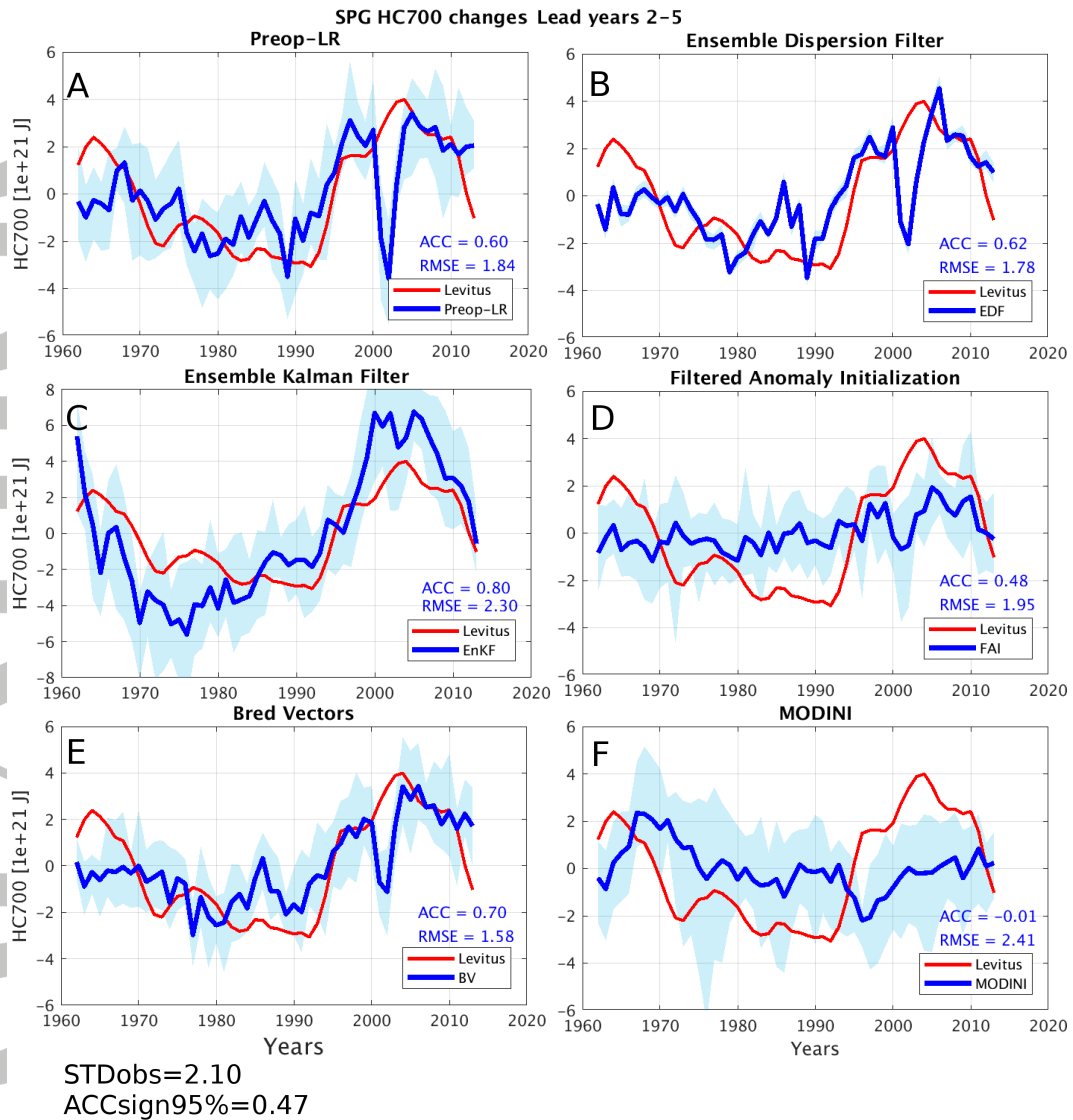 SPG HC700 changes Lead years 2−5
Preop-LR
A
HC700 [1e+21 J]
6
4
2
0
−2
−4
−6
1960 1970 1980 1990 2000 2010 2020
ACC = 0.60
RMSE = 1.84
Levitus
Preop-LR
Ensemble Dispersion Filter
B
6
4
2
0
−2
−4
−6
1960 1970 1980 1990 2000 2010 2020
ACC = 0.62
RMSE = 1.78
Levitus
EDF
Ensemble Kalman Filter
C
HC700 [1e+21 J]
8
6
4
2
0
−2
−4
−6
−8
1960 1970 1980 1990 2000 2010 2020
ACC = 0.80
RMSE = 2.30
Levitus
EnKF
Filtered Anomaly Initialization
D
6
4
2
0
−2
−4
−6
1960 1970 1980 1990 2000 2010 2020
ACC = 0.48
RMSE = 1.95
Levitus
FAI
Bred Vectors
E
HC700 [1e+21 J]
6
4
2
0
−2
−4
−6
1960 1970 1980 1990 2000 2010 2020
Years
ACC = 0.70
RMSE = 1.58
Levitus
BV
MODINI
F
6
4
2
0
−2
−4
−6
1960 1970 1980 1990 2000 2010 2020
Years
ACC = −0.01
RMSE = 2.41
Levitus
MODINI
STDobs=2.10
ACCsign95%=0.47